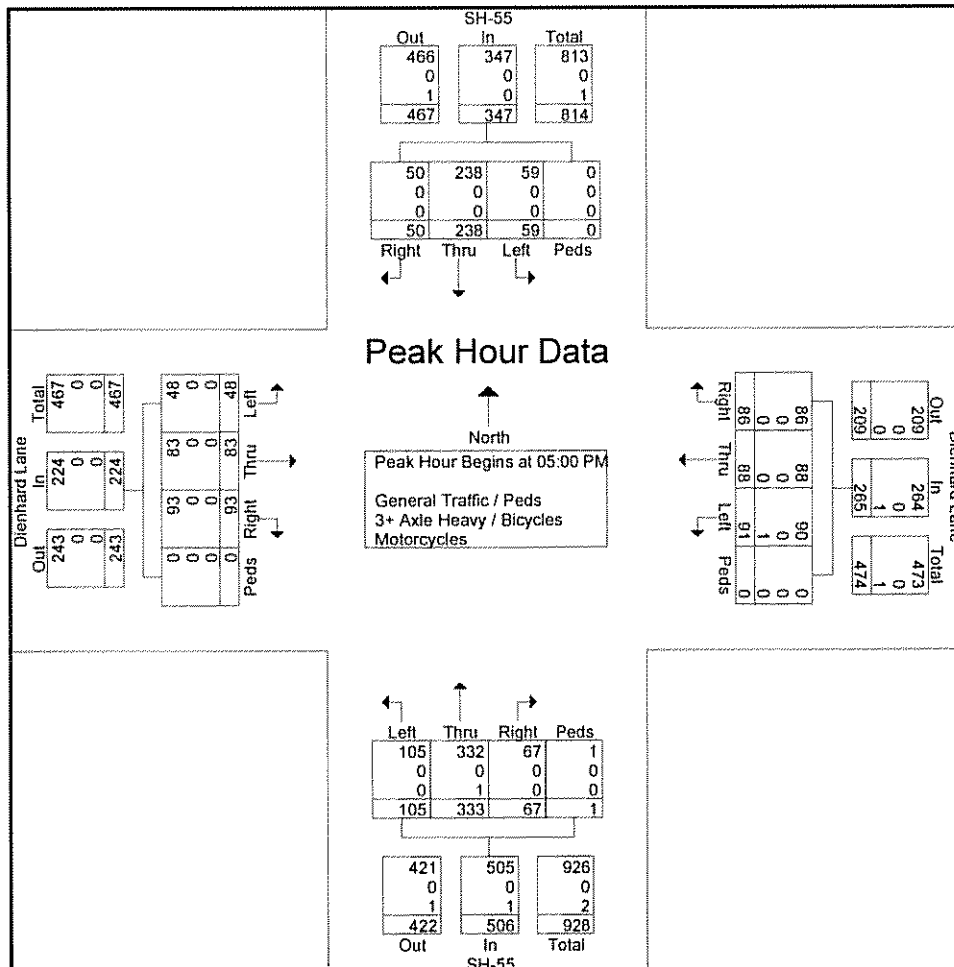 SH-55
Out In Total
466 347 813
0 0 0
1 0 1
467 347 814
50 238 59 0
0 0 0 0
0 0 0 0
50 238 59 0
Right Thru Left Peds
Peak Hour Data
North
Peak Hour Begins at 05:00 PM
General Traffic / Peds
3+ Axle Heavy / Bicycles
Motorcycles
Dienhard Lane
Out In Total
243 224 467
0 0 0
0 0 0
243 224 467
0 93 83 48
0 0 0 0
0 0 0 0
0 93 83 48
Peds Right Thru Left
Out In Total
209 264 473
0 0 0
0 1 1
209 265 474
86 88 90 0
0 0 0 0
0 0 1 0
86 88 91 0
Right Thru Left Peds
Left Thru Right Peds
105 332 67 1
0 0 0 0
0 1 0 0
105 333 67 1
421 505 926
0 0 0
1 1 2
422 506 928
Out In Total
SH-55